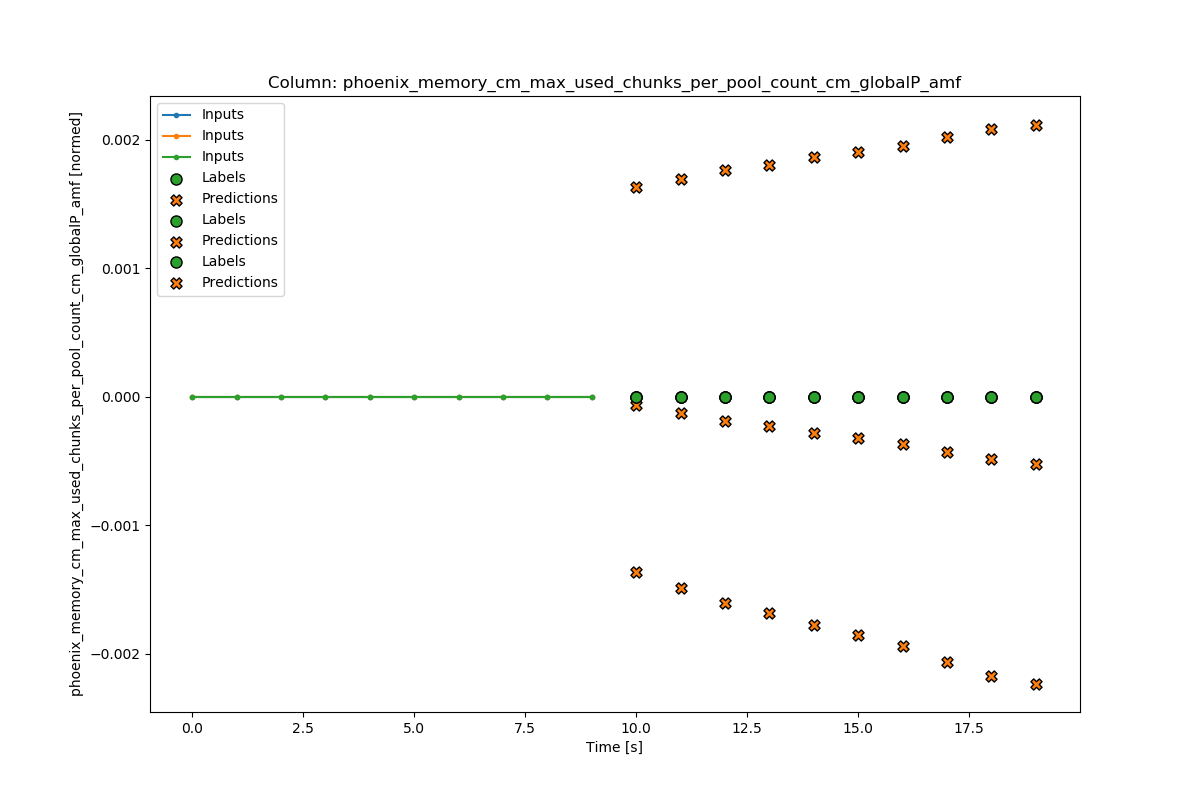 Column: phoenix_memory_cm_max_used_chunks_per_pool_count_cm_globalP_amf
phoenix_memory_cm_max_used_chunks_per_pool_count_cm_globalP_amf [normed]
Inputs
Inputs
Inputs
Labels
Predictions
Labels
Predictions
Labels
Predictions
0.002
0.001
0.000
−0.001
−0.002
0.0 2.5 5.0 7.5 10.0 12.5 15.0 17.5
Time [s]